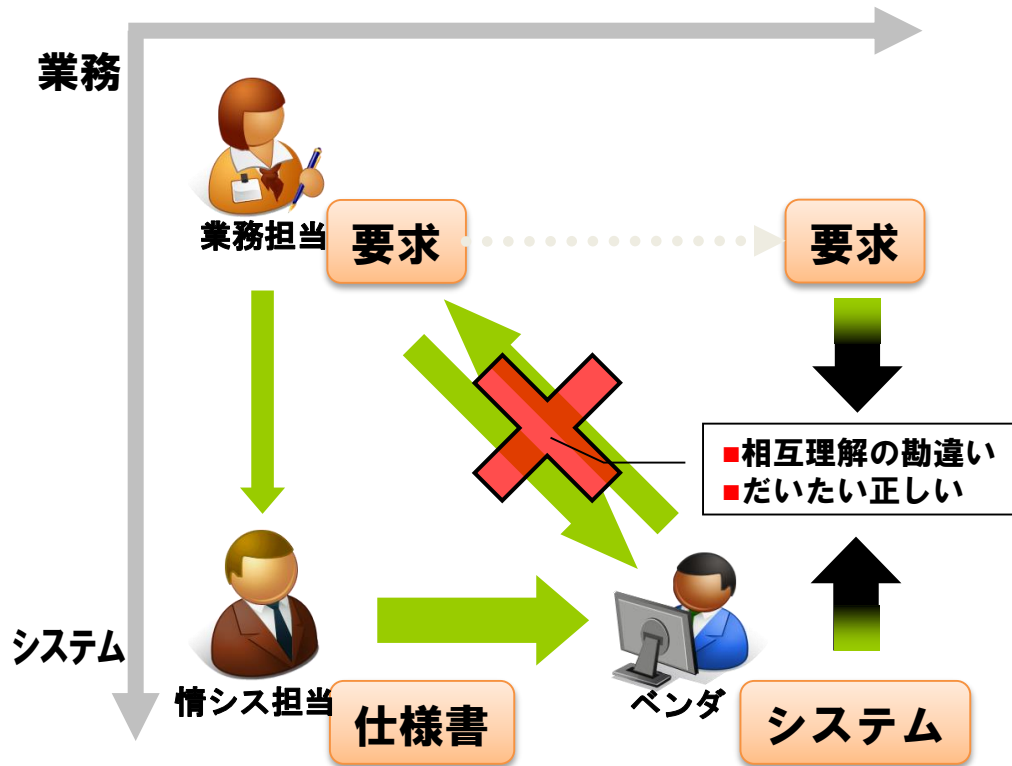 業務
業務担当
要求
要求
■相互理解の勘違い
■だいたい正しい
システム
情シス担当
仕様書
ベンダ
システム